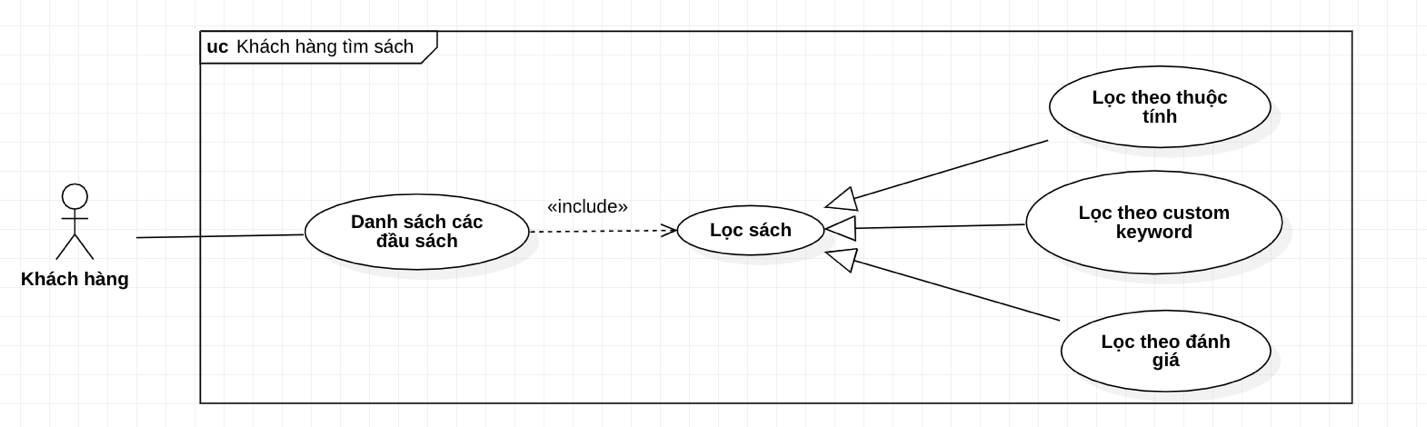 uc Khách hàng tìm sách
Khách hàng
Danh sách các
đầu sách
«include»
Lọc sách
Lọc theo thuộc
tính
Lọc theo custom
keyword
Lọc theo đánh
giá